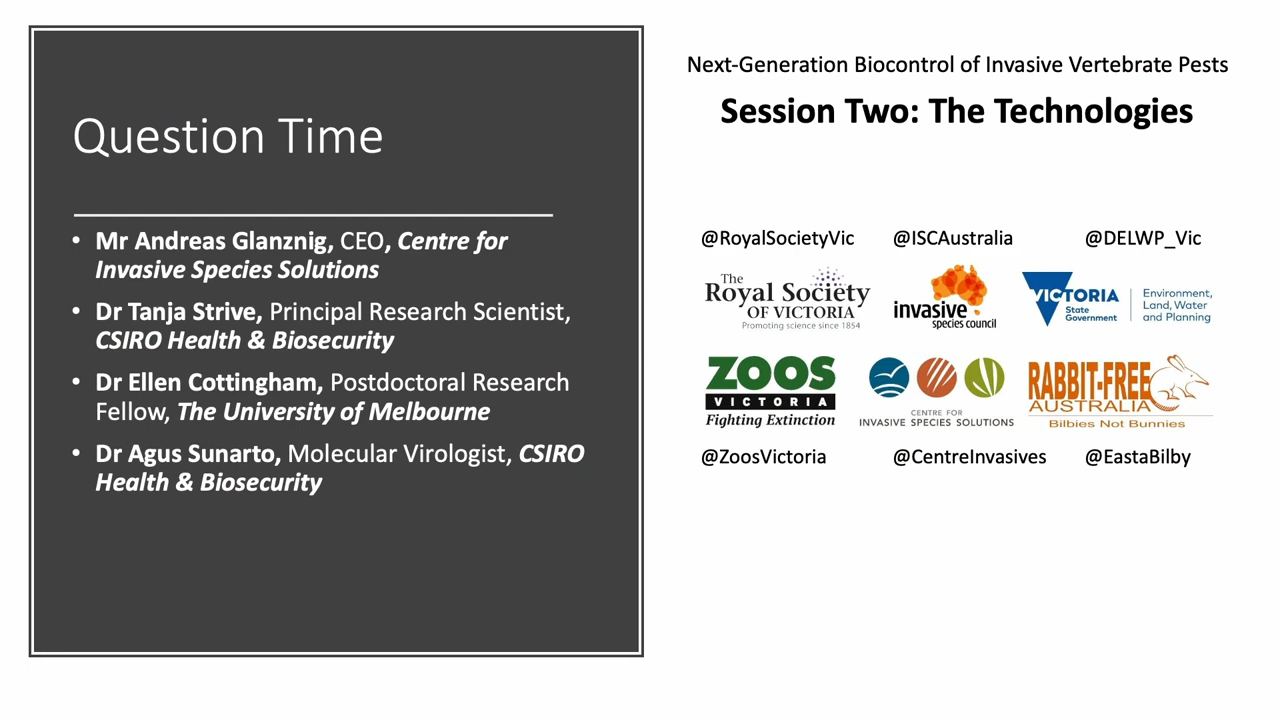 Question Time
• Mr Andreas Glanznig, CEO, Centre for
Invasive Species Solutions
• Dr Tanja Strive, Principal Research Scientist,
CSIRO Health & Biosecurity
• Dr Ellen Cottingham, Postdoctoral Research
Fellow, The University of Melbourne
• Dr Agus Sunarto, Molecular Virologist, CSIRO
Health & Biosecurity
Next-Generation Biocontrol of Invasive Vertebrate Pests
Session Two: The Technologies
@RoyalSocietyVic
@ISCAustralia
@DELWP_Vic
The
Royal Society
OF VICTORIA
Promoting science since 1854
invasive
species council
VICTORIA
State
Government
Environment,
Land, Water
and Planning
ZOOS
VICTORIA
Fighting Extinction
CENTRE FOR
INVASIVE SPECIES SOLUTIONS
RABBIT-FREE
AUSTRALIA
Bilbies Not Bunnies
@ZoosVictoria
@CentreInvasives
@EastaBilby